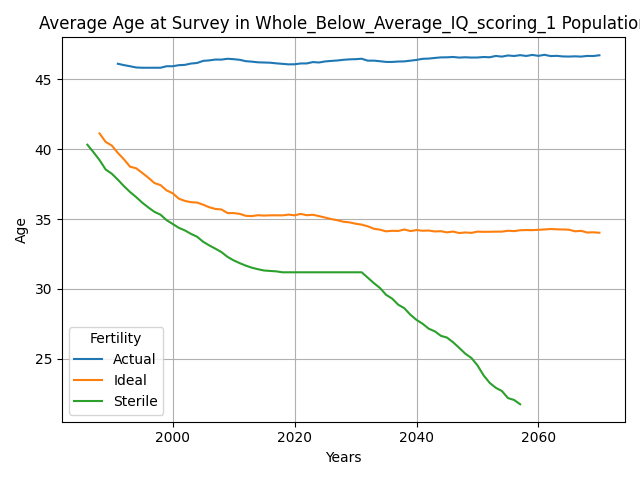 Average Age at Survey in Whole_Below_Average_IQ_scoring_1 Population
Age
45
40
35
30
25
Fertility
Actual
Ideal
Sterile
2000 2020 2040 2060
Years